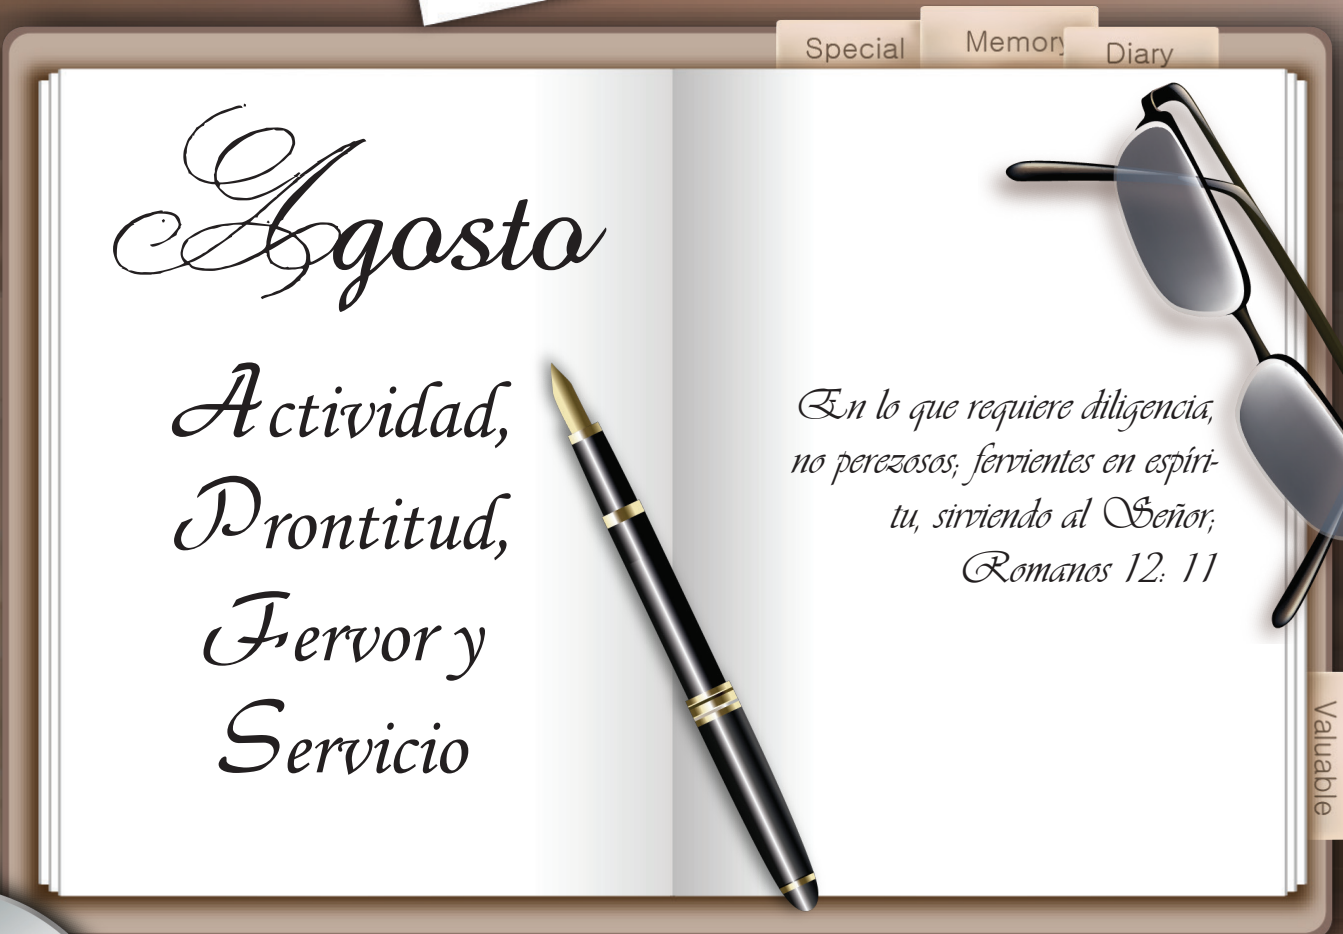 Special
Memory
Diary
Agosto
Actividad,
Prontitud,
Fervor y
Servicio
En lo que requiere diligencia,
no perezosos; fervientes en espíri-
tu, sirviendo al Señor;
Romanos 12: 11
Valuable